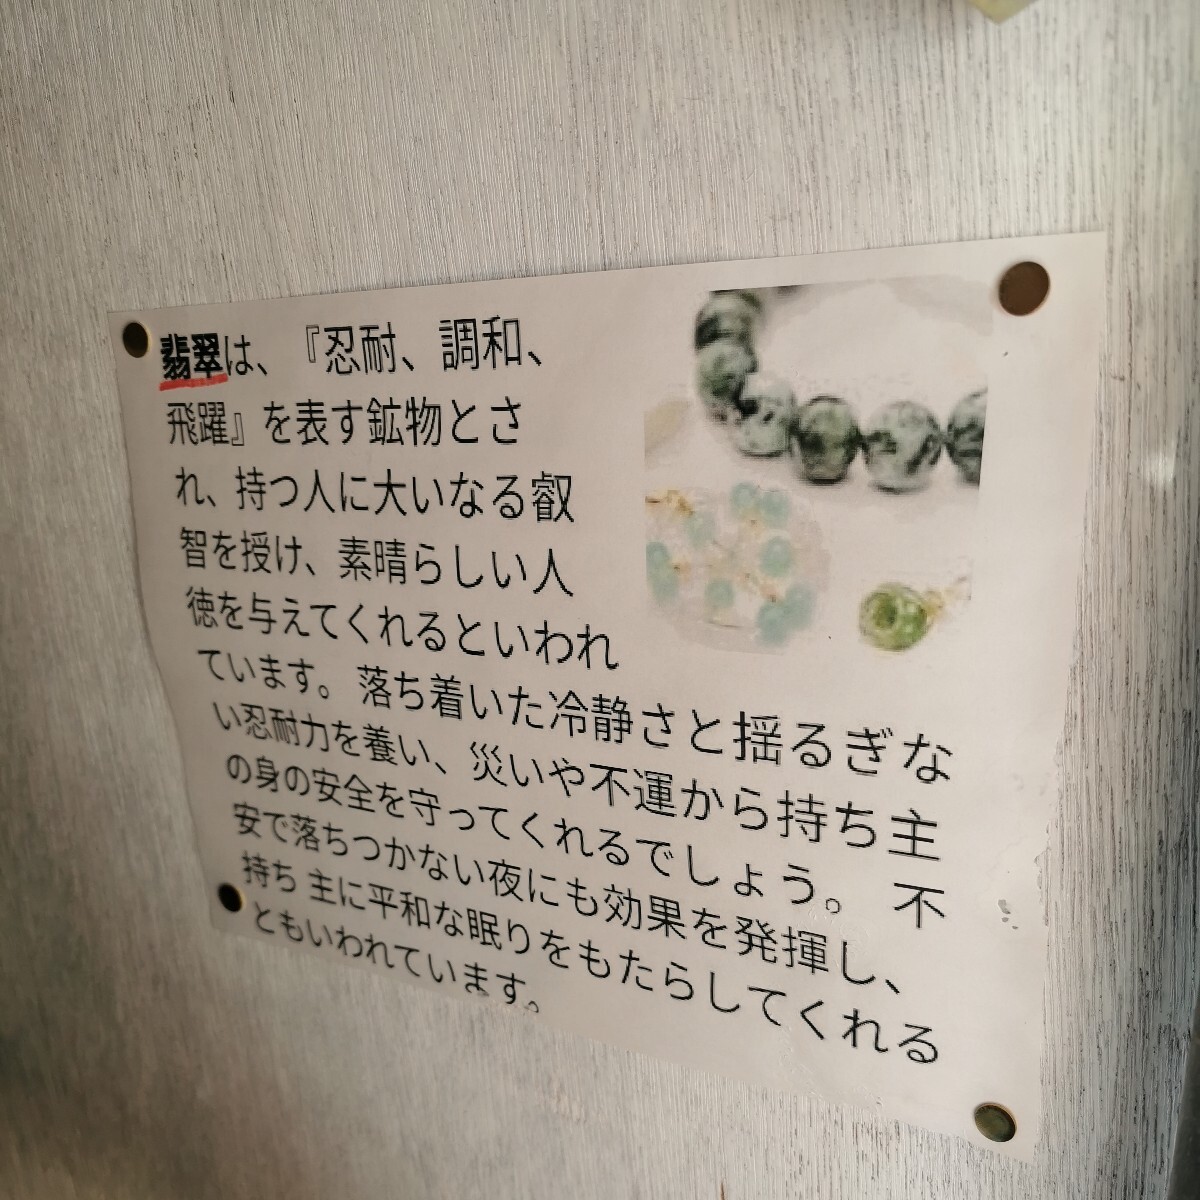 翡翠は、『忍耐、調和、
飛躍』を表す鉱物とさ
れ、持つ人に大いなる叡
智を授け、素晴らしい人
徳を与えてくれるといわれ
ています。 落ち着いた冷静さと揺るぎな
い忍耐力を養い、災いや不運から持ち主
の身の安全を守ってくれるでしょう。 不
安で落ちつかない夜にも効果を発揮し、
持ち 主に平和な眠りをもたらしてくれる
ともいわれています。